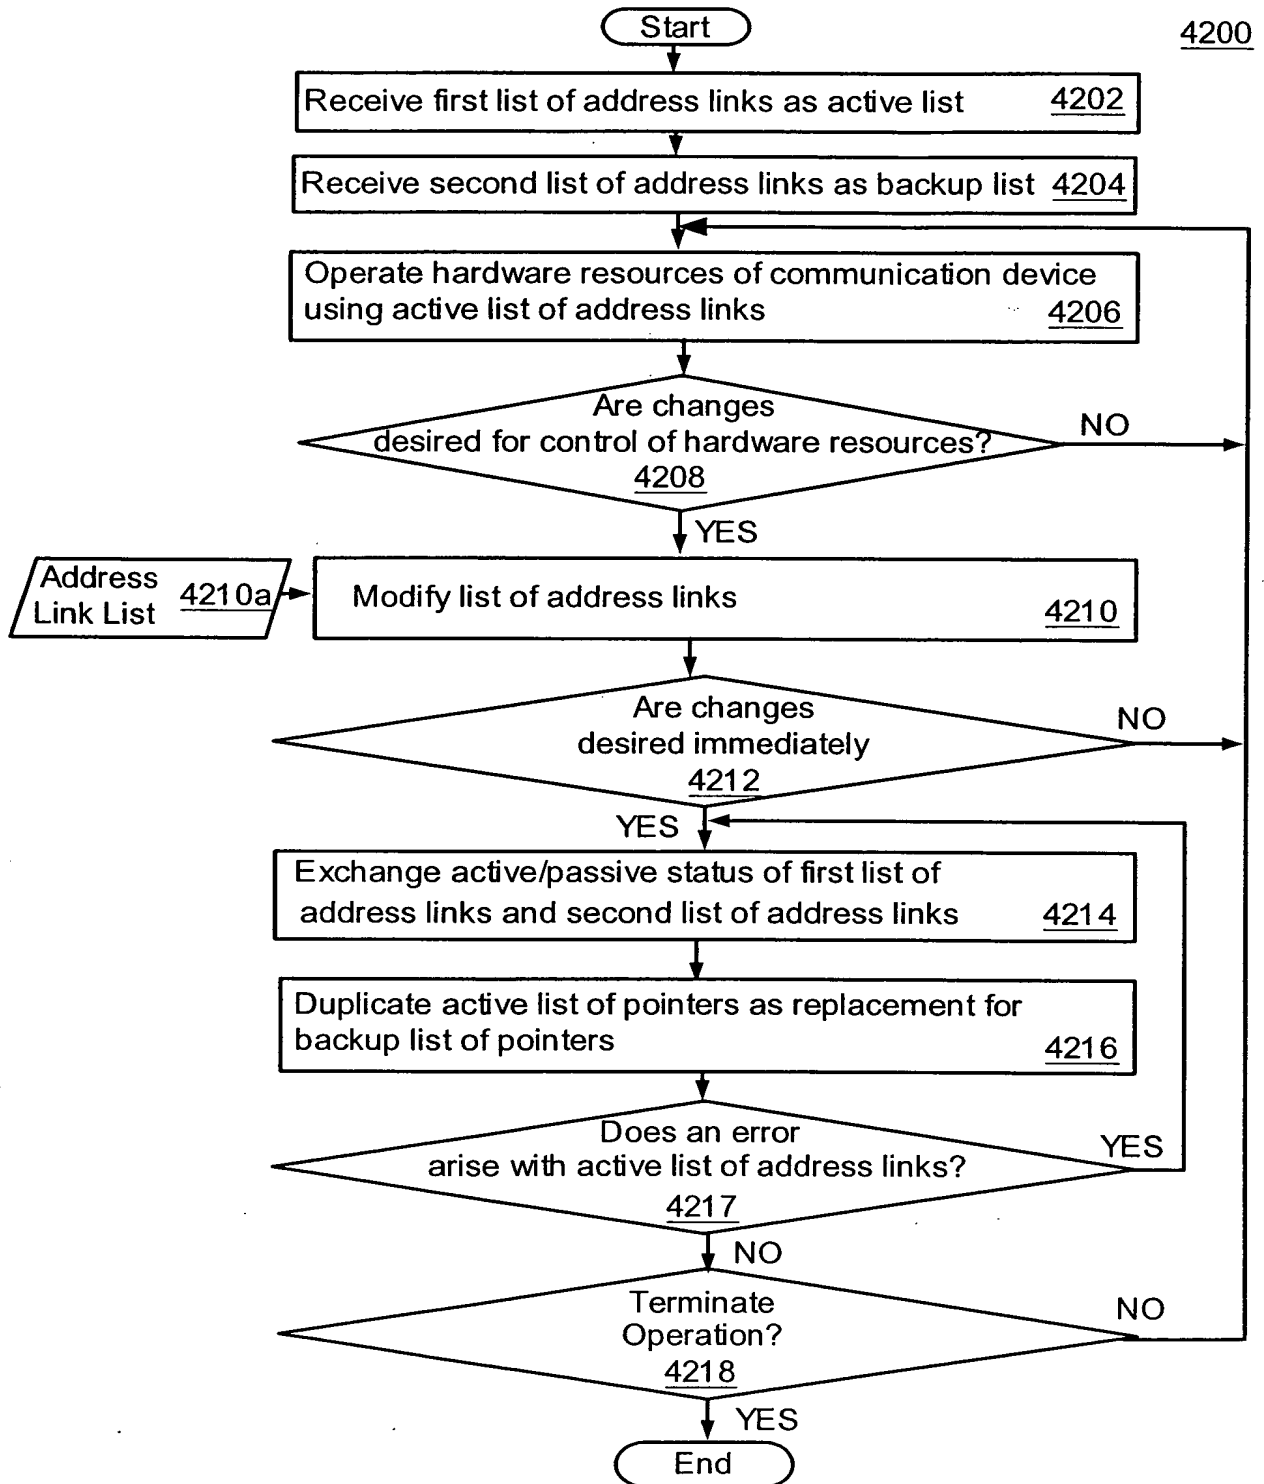 Start
4200
Receive first list of address links as active list 4202
Receive second list of address links as backup list 4204
Operate hardware resources of communication device
using active list of address links 4206
Are changes
desired for control of hardware resources?
4208
NO
YES
Address
Link List 4210a
Modify list of address links 4210
Are changes
desired immediately
4212
NO
YES
Exchange active/passive status of first list of
address links and second list of address links 4214
Duplicate active list of pointers as replacement for
backup list of pointers 4216
Does an error
arise with active list of address links?
4217
YES
NO
Terminate
Operation?
4218
NO
YES
End